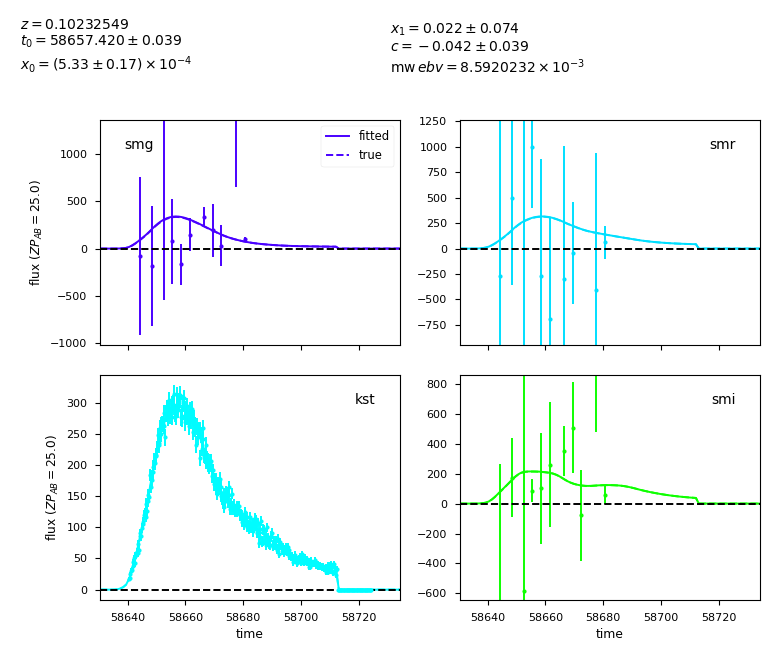 z = 0.10232549
t₀ = 58657.420 ± 0.039
x₀ = (5.33 ± 0.17) × 10⁻⁴
x₁ = 0.022 ± 0.074
c = −0.042 ± 0.039
mw ebv = 8.5920232 × 10⁻³
smg
fitted
true
1000
500
0
−500
−1000
flux (ZP_AB = 25.0)
smr
1250
1000
750
500
250
0
−250
−500
−750
kst
300
250
200
150
100
50
0
flux (ZP_AB = 25.0)
58640 58660 58680 58700 58720
time
smi
800
600
400
200
0
−200
−400
−600
58640 58660 58680 58700 58720
time